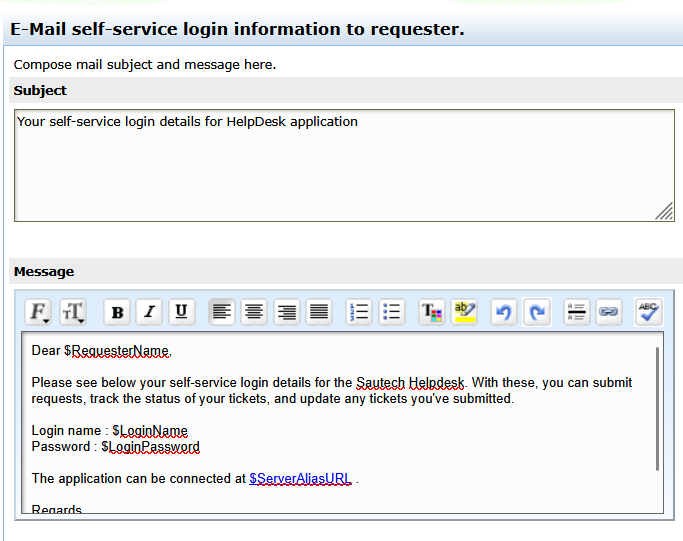 E-Mail self-service login information to requester.
Compose mail subject and message here.
Subject
Your self-service login details for HelpDesk application
Message
F TT B I U ABC
Dear $RequesterName,
Please see below your self-service login details for the Sautech Helpdesk. With these, you can submit
requests, track the status of your tickets, and update any tickets you've submitted.
Login name : $LoginName
Password : $LoginPassword
The application can be connected at $ServerAliasURL .
Regards